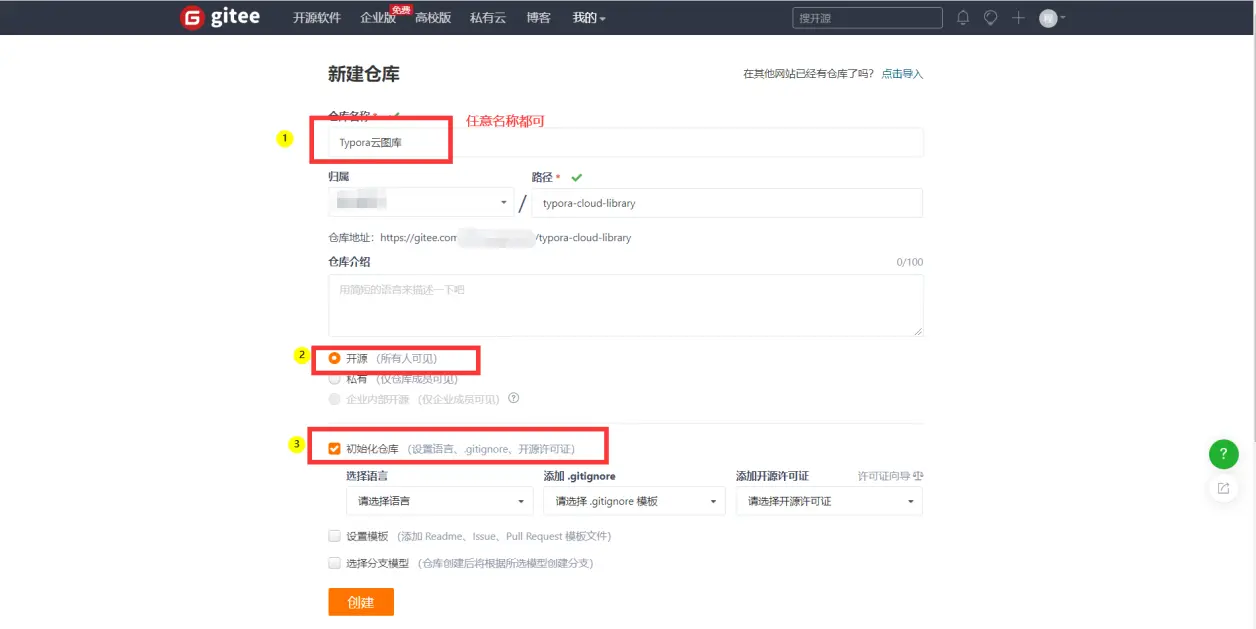 gitee 开源软件 企业版 免费 高校版 私有云 博客 我的 搜开源
新建仓库 在其他网站已经有仓库了吗? 点击导入
仓库名称 * 任意名称都可
1 Typora云图库
归属 路径 *
/ typora-cloud-library
仓库地址: https://gitee.com /typora-cloud-library
仓库介绍 0/100
用简短的语言来描述一下吧
2 开源 (所有人可见)
私有 (仅仓库成员可见)
企业内部开源 (仅企业成员可见) ?
3 初始化仓库 (设置语言、.gitignore、开源许可证)
选择语言 添加 .gitignore 添加开源许可证 许可证向导
请选择语言 请选择 .gitignore 模板 请选择开源许可证
设置模板 (添加 Readme、Issue、Pull Request 模板文件)
选择分支模型 (仓库创建后将根据所选模型创建分支)
创建
?